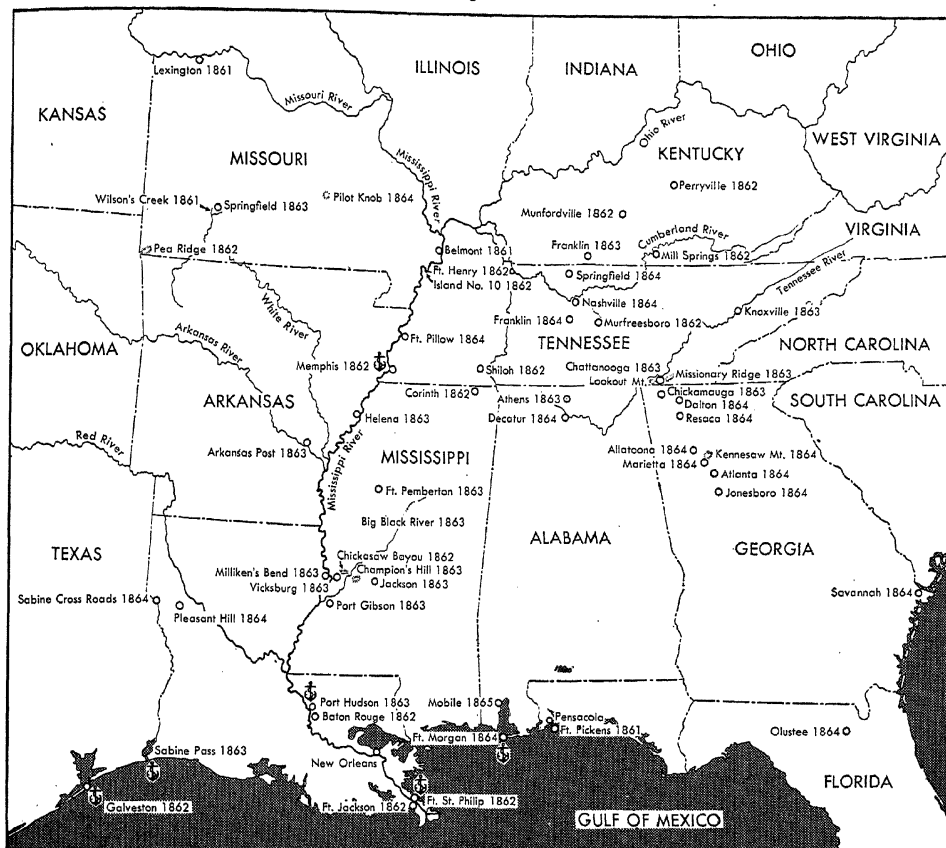 OHIO
ILLINOIS
INDIANA
Lexington 1861
Missouri River
KANSAS
Ohio River
WEST VIRGINIA
MISSOURI
KENTUCKY
Mississippi River
Perryville 1862
Wilson's Creek 1861
Springfield 1863
Pilot Knob 1864
Munfordville 1862
Cumberland River
VIRGINIA
Pea Ridge 1862
Belmont 1861
Franklin 1863
Mill Springs 1862
Ft. Henry 1862
Springfield 1864
Tennessee River
Island No. 10 1862
White River
Nashville 1864
Knoxville 1863
Arkansas River
Franklin 1864
Murfreesboro 1862
Ft. Pillow 1864
OKLAHOMA
TENNESSEE
NORTH CAROLINA
Memphis 1862
Shiloh 1862
Chattanooga 1863
Lookout Mt.
Missionary Ridge 1863
Corinth 1862
Athens 1863
Chickamauga 1863
SOUTH CAROLINA
ARKANSAS
Dalton 1864
Helena 1863
Decatur 1864
Resaca 1864
Red River
Arkansas Post 1863
Mississippi River
MISSISSIPPI
Allatoona 1864
Kennesaw Mt. 1864
Marietta 1864
Atlanta 1864
Ft. Pemberton 1863
Jonesboro 1864
Big Black River 1863
TEXAS
ALABAMA
GEORGIA
Chickasaw Bayou 1862
Milliken's Bend 1863
Champion's Hill 1863
Vicksburg 1863
Jackson 1863
Sabine Cross Roads 1864
Pleasant Hill 1864
Port Gibson 1863
Savannah 1864
Port Hudson 1863
Mobile 1865
Baton Rouge 1862
Pensacola
Ft. Pickens 1861
Ft. Morgan 1864
Olustee 1864
Sabine Pass 1863
New Orleans
FLORIDA
Galveston 1862
Ft. Jackson 1862
Ft. St. Philip 1862
GULF OF MEXICO